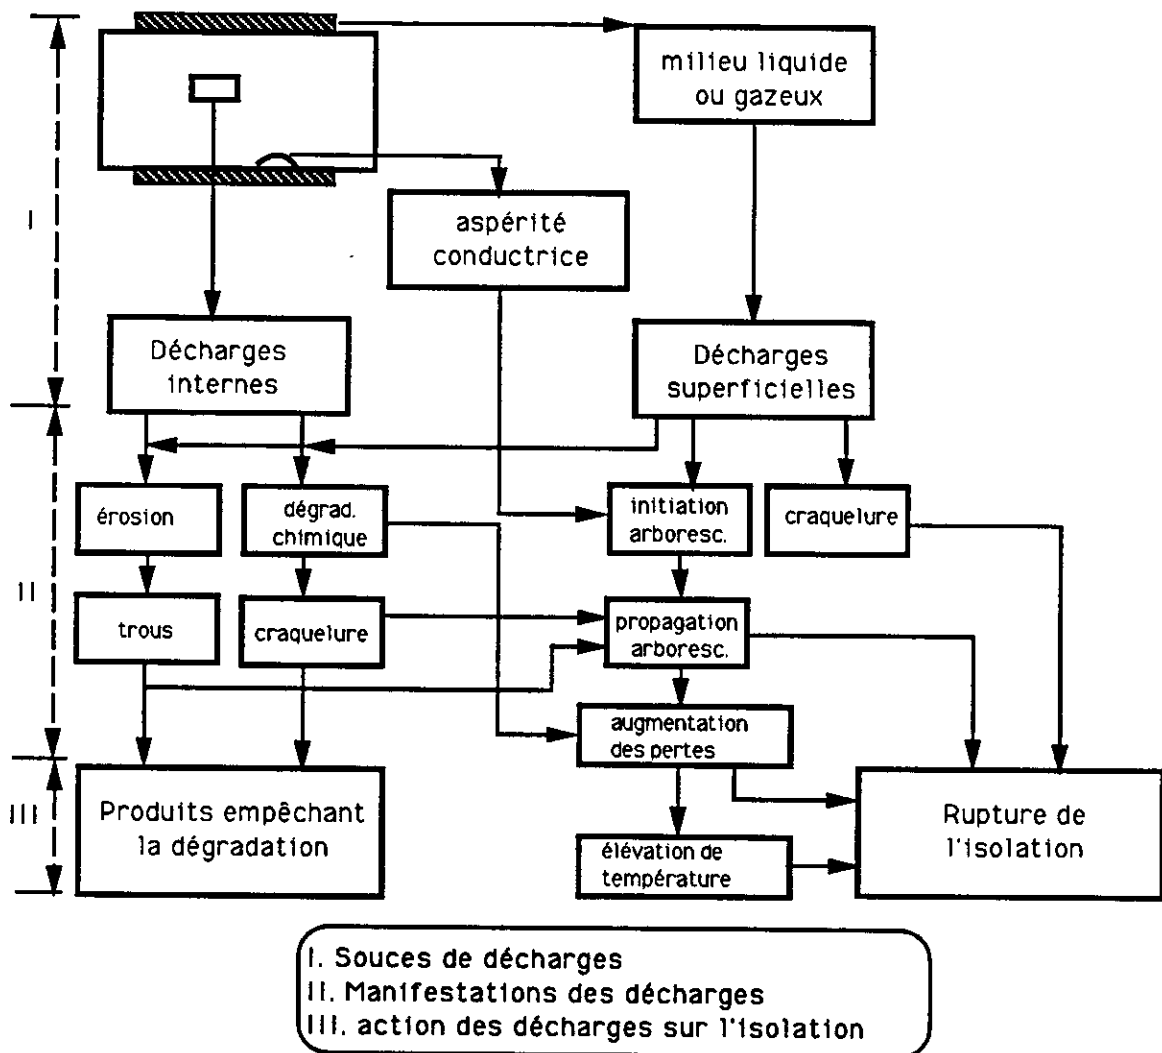 milieu liquide
ou gazeux
I
aspérité
conductrice
Décharges
internes
Décharges
superficielles
II
érosion
dégrad.
chimique
initiation
arboresc.
craquelure
trous
craquelure
propagation
arboresc.
augmentation
des pertes
III
Produits empêchant
la dégradation
élévation de
température
Rupture de
l'isolation
I. Souces de décharges
II. Manifestations des décharges
III. action des décharges sur l'isolation